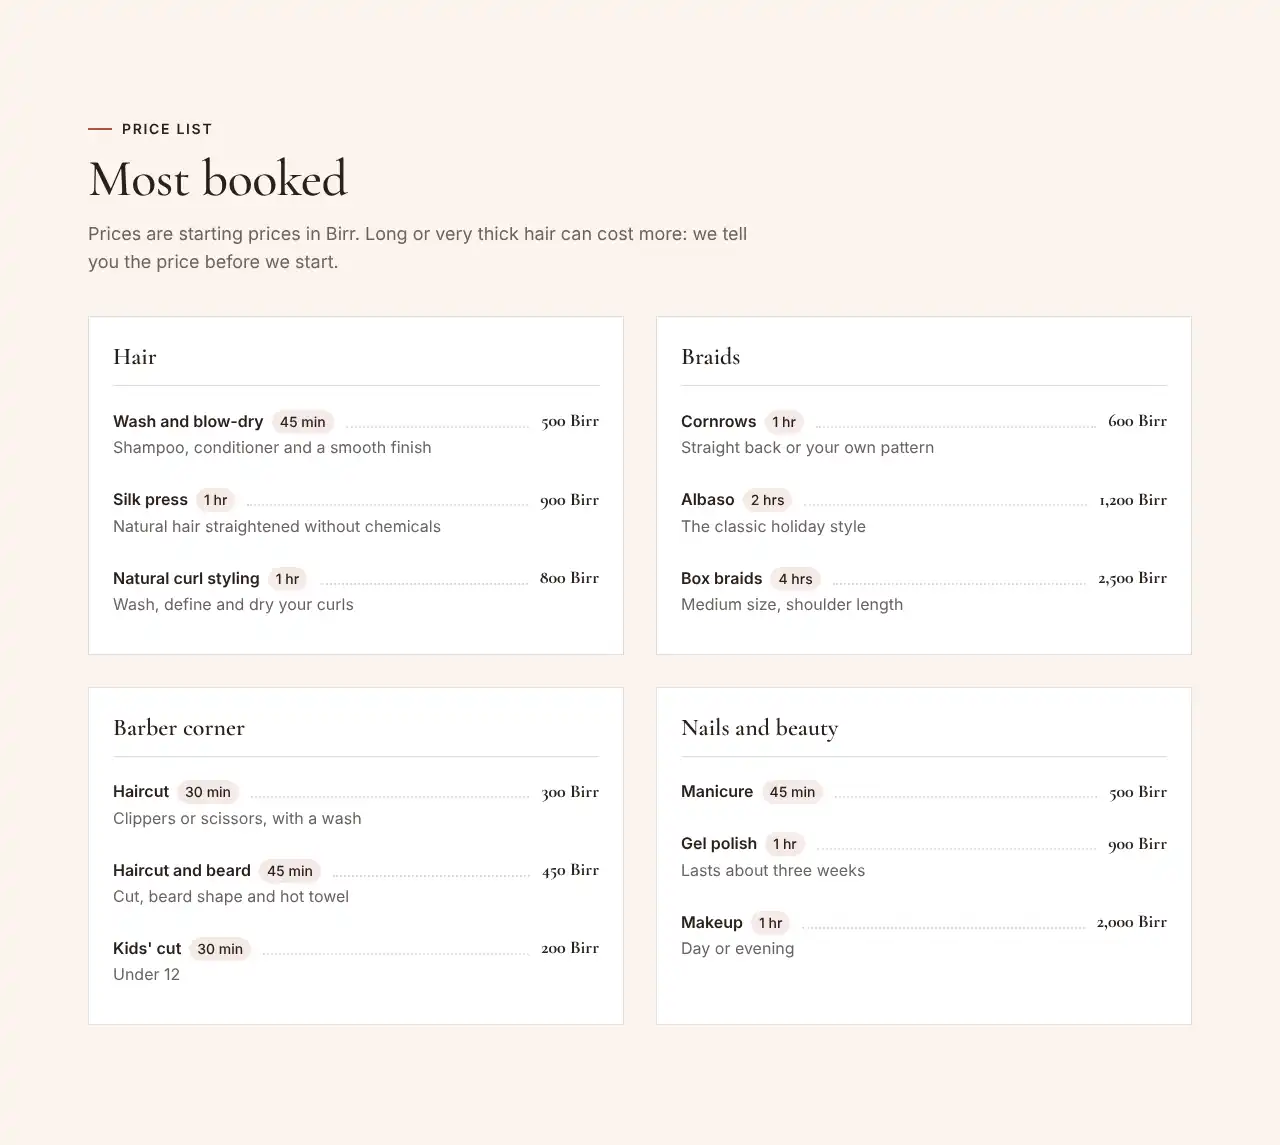 PRICE LIST
Most booked
Prices are starting prices in Birr. Long or very thick hair can cost more: we tell
you the price before we start.
Hair
Wash and blow-dry 45 min 500 Birr
Shampoo, conditioner and a smooth finish
Silk press 1 hr 900 Birr
Natural hair straightened without chemicals
Natural curl styling 1 hr 800 Birr
Wash, define and dry your curls
Braids
Cornrows 1 hr 600 Birr
Straight back or your own pattern
Albaso 2 hrs 1,200 Birr
The classic holiday style
Box braids 4 hrs 2,500 Birr
Medium size, shoulder length
Barber corner
Haircut 30 min 300 Birr
Clippers or scissors, with a wash
Haircut and beard 45 min 450 Birr
Cut, beard shape and hot towel
Kids' cut 30 min 200 Birr
Under 12
Nails and beauty
Manicure 45 min 500 Birr
Gel polish 1 hr 900 Birr
Lasts about three weeks
Makeup 1 hr 2,000 Birr
Day or evening